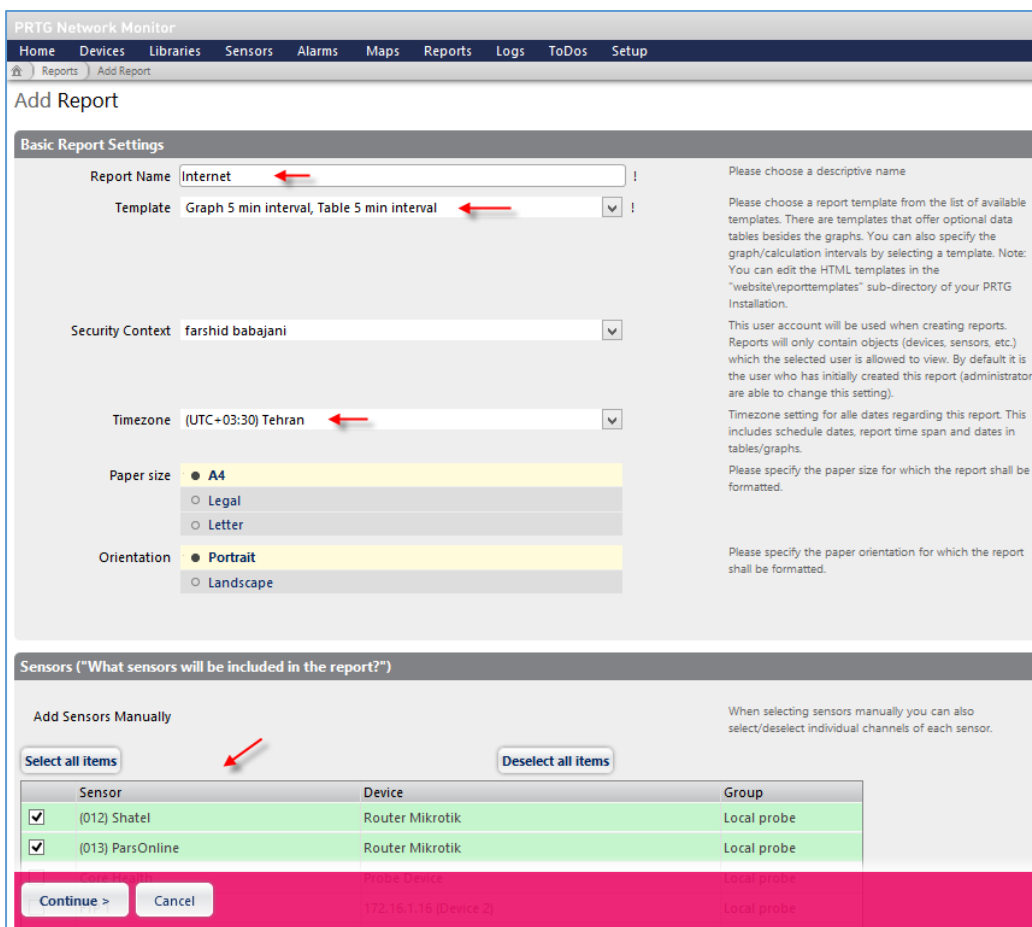 PRTG Network Monitor
Home Devices Libraries Sensors Alarms Maps Reports Logs ToDos Setup
Reports Add Report
Add Report
Basic Report Settings
Report Name Internet !
Please choose a descriptive name
Template Graph 5 min interval, Table 5 min interval !
Please choose a report template from the list of available
templates. There are templates that offer optional data
tables besides the graphs. You can also specify the
graph/calculation intervals by selecting a template. Note:
You can edit the HTML templates in the
"website\reporttemplates" sub-directory of your PRTG
Installation.
Security Context farshid babajani
This user account will be used when creating reports.
Reports will only contain objects (devices, sensors, etc.)
which the selected user is allowed to view. By default it is
the user who has initially created this report (administrator
are able to change this setting).
Timezone (UTC+03:30) Tehran
Timezone setting for alle dates regarding this report. This
includes schedule dates, report time span and dates in
tables/graphs.
Paper size A4
Legal
Letter
Please specify the paper size for which the report shall be
formatted.
Orientation Portrait
Landscape
Please specify the paper orientation for which the report
shall be formatted.
Sensors ("What sensors will be included in the report?")
Add Sensors Manually
When selecting sensors manually you can also
select/deselect individual channels of each sensor.
Select all items Deselect all items
Sensor Device Group
(012) Shatel Router Mikrotik Local probe
(013) ParsOnline Router Mikrotik Local probe
Core Health Probe Device Local probe
Continue > Cancel
172.16.1.16 (Device 2) Local probe